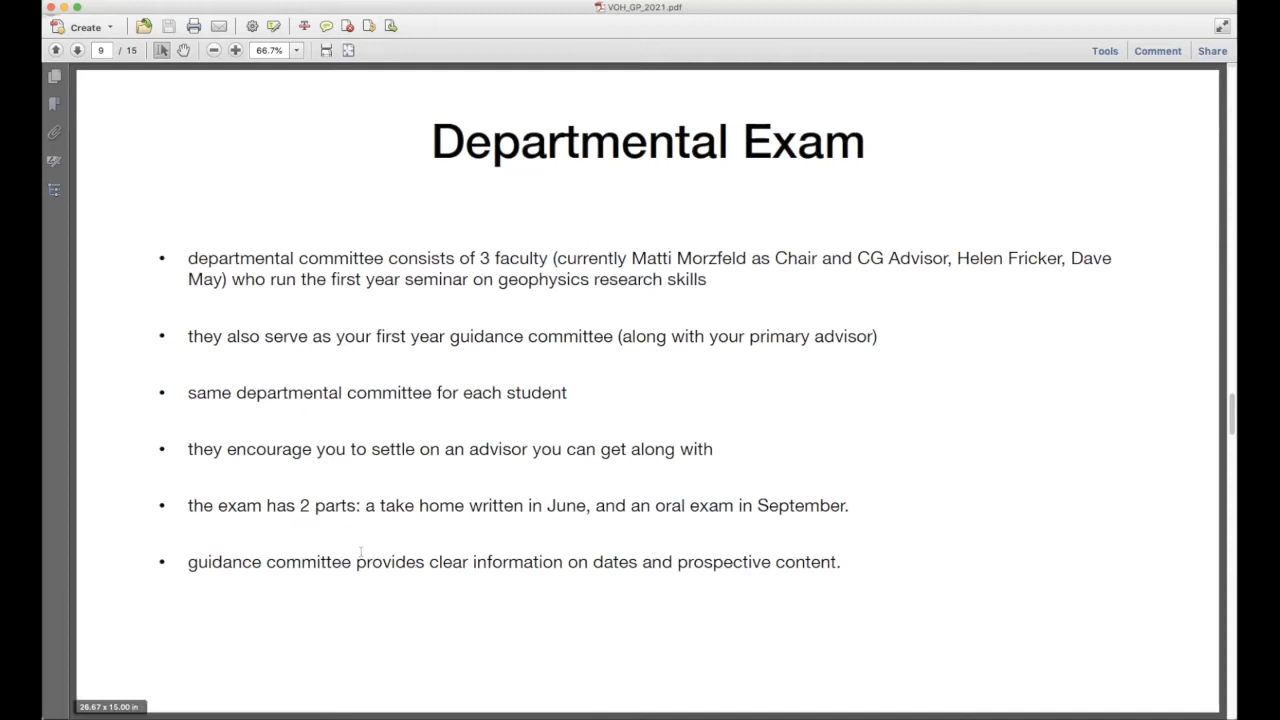 VOH_GP_2021.pdf
Create
9 / 15
66.7%
Tools
Comment
Share
Departmental Exam
• departmental committee consists of 3 faculty (currently Matti Morzfeld as Chair and CG Advisor, Helen Fricker, Dave
May) who run the first year seminar on geophysics research skills
• they also serve as your first year guidance committee (along with your primary advisor)
• same departmental committee for each student
• they encourage you to settle on an advisor you can get along with
• the exam has 2 parts: a take home written in June, and an oral exam in September.
• guidance committee provides clear information on dates and prospective content.
26.67 x 15.00 in